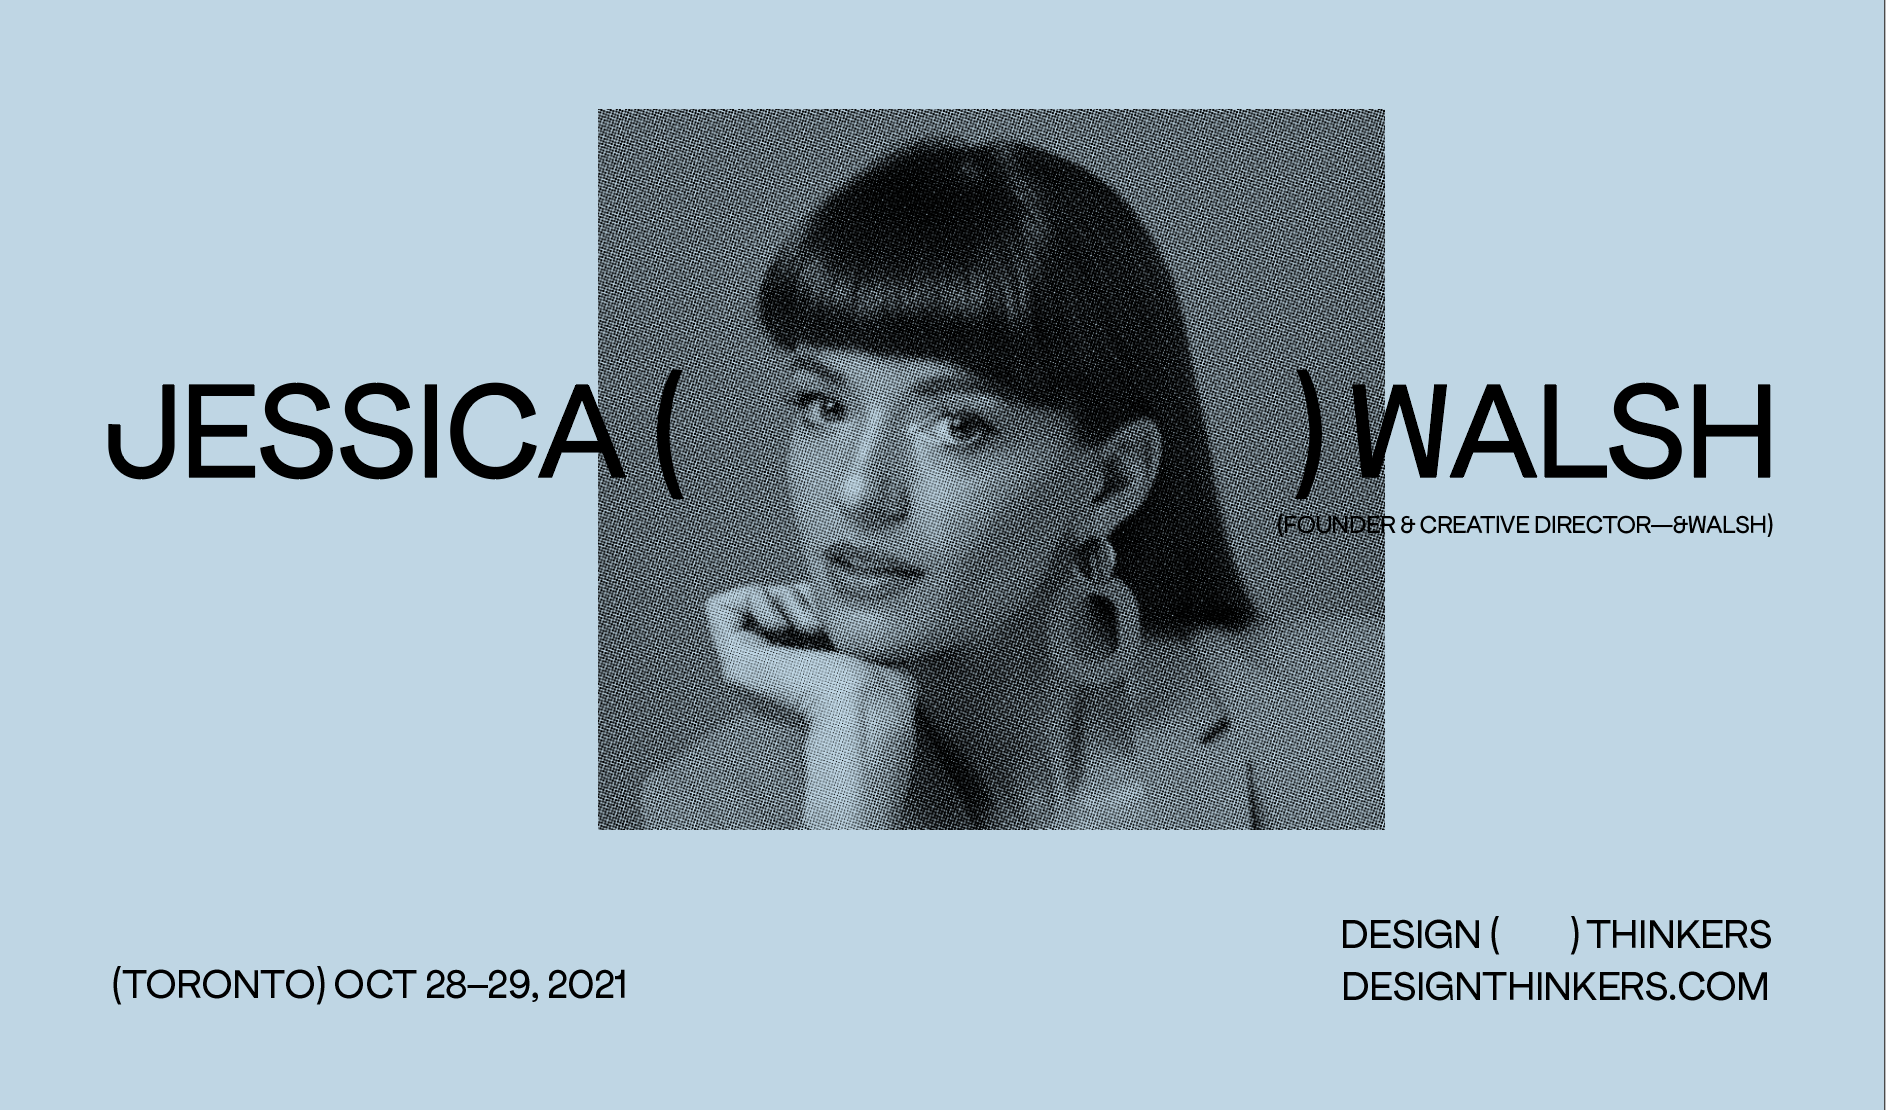 JESSICA ( ) WALSH
(FOUNDER & CREATIVE DIRECTOR—&WALSH)
DESIGN ( ) THINKERS
(TORONTO) OCT 28–29, 2021
DESIGNTHINKERS.COM